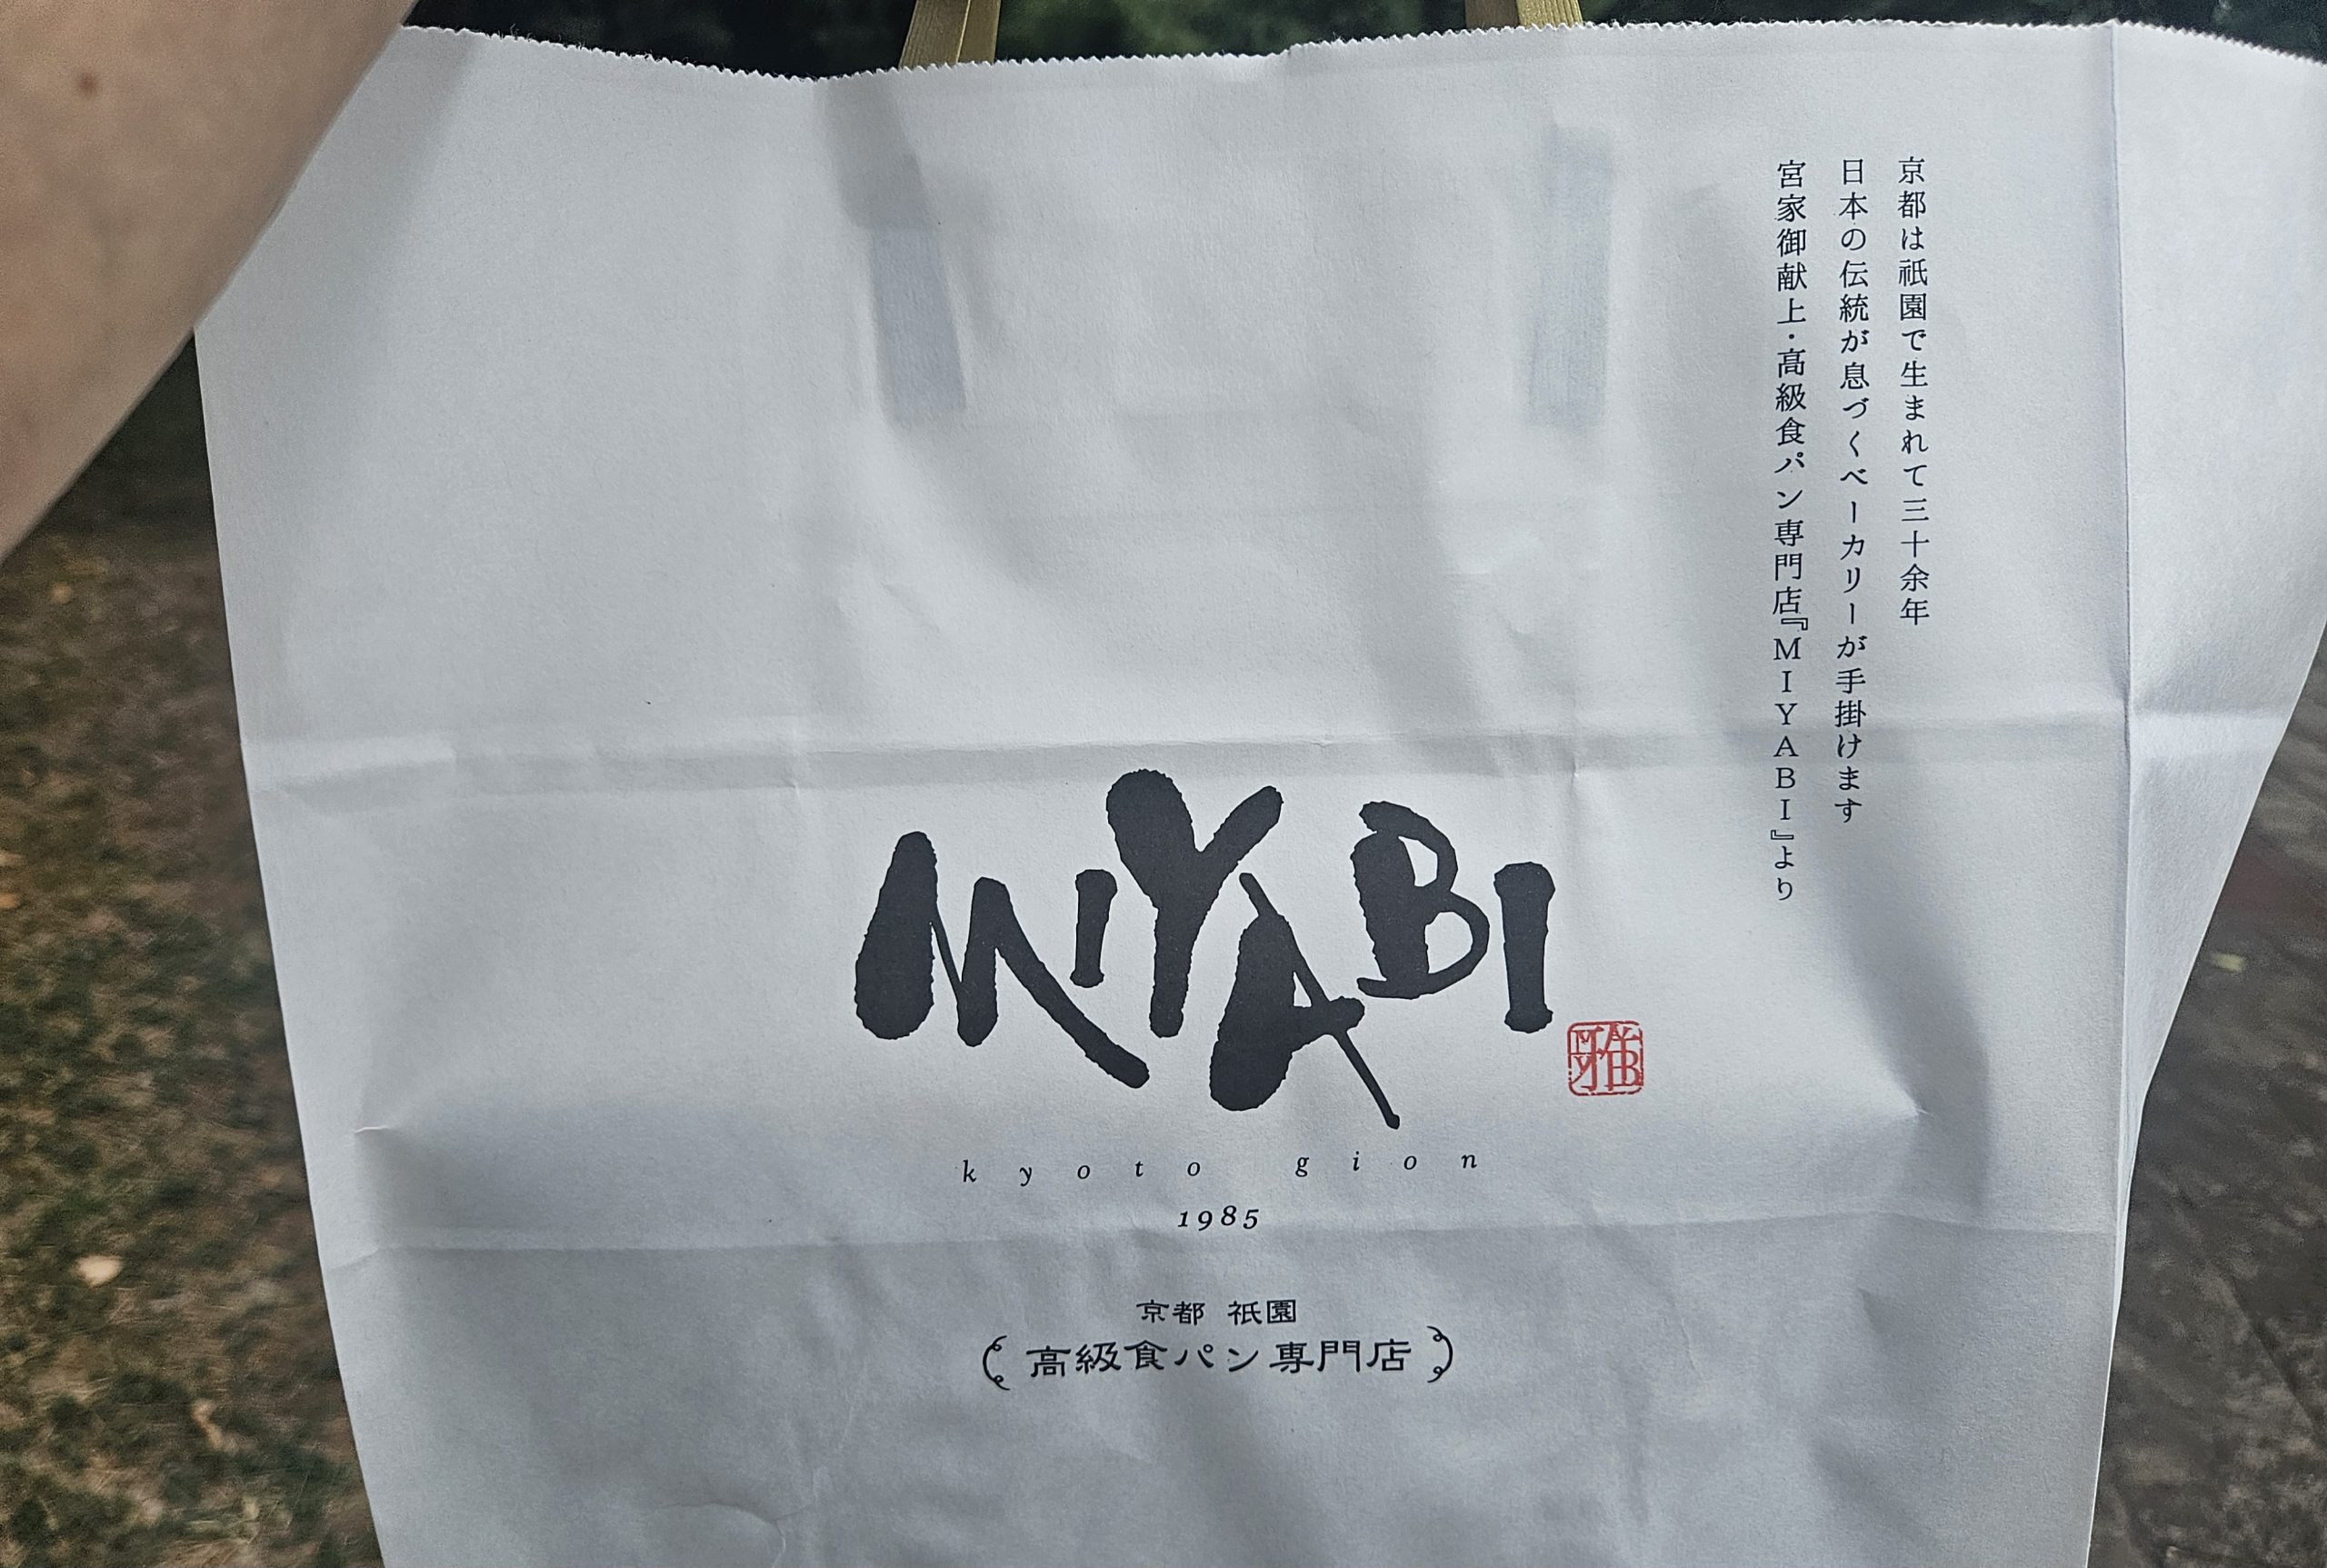 京都は祇園で生まれて三十余年
日本の伝統が息づくベーカリーが手掛けます
宮家御献上・高級食パン専門店『MIYABI』より
MIYABI
雅
kyoto gion
1985
京都 祇園
高級食パン専門店